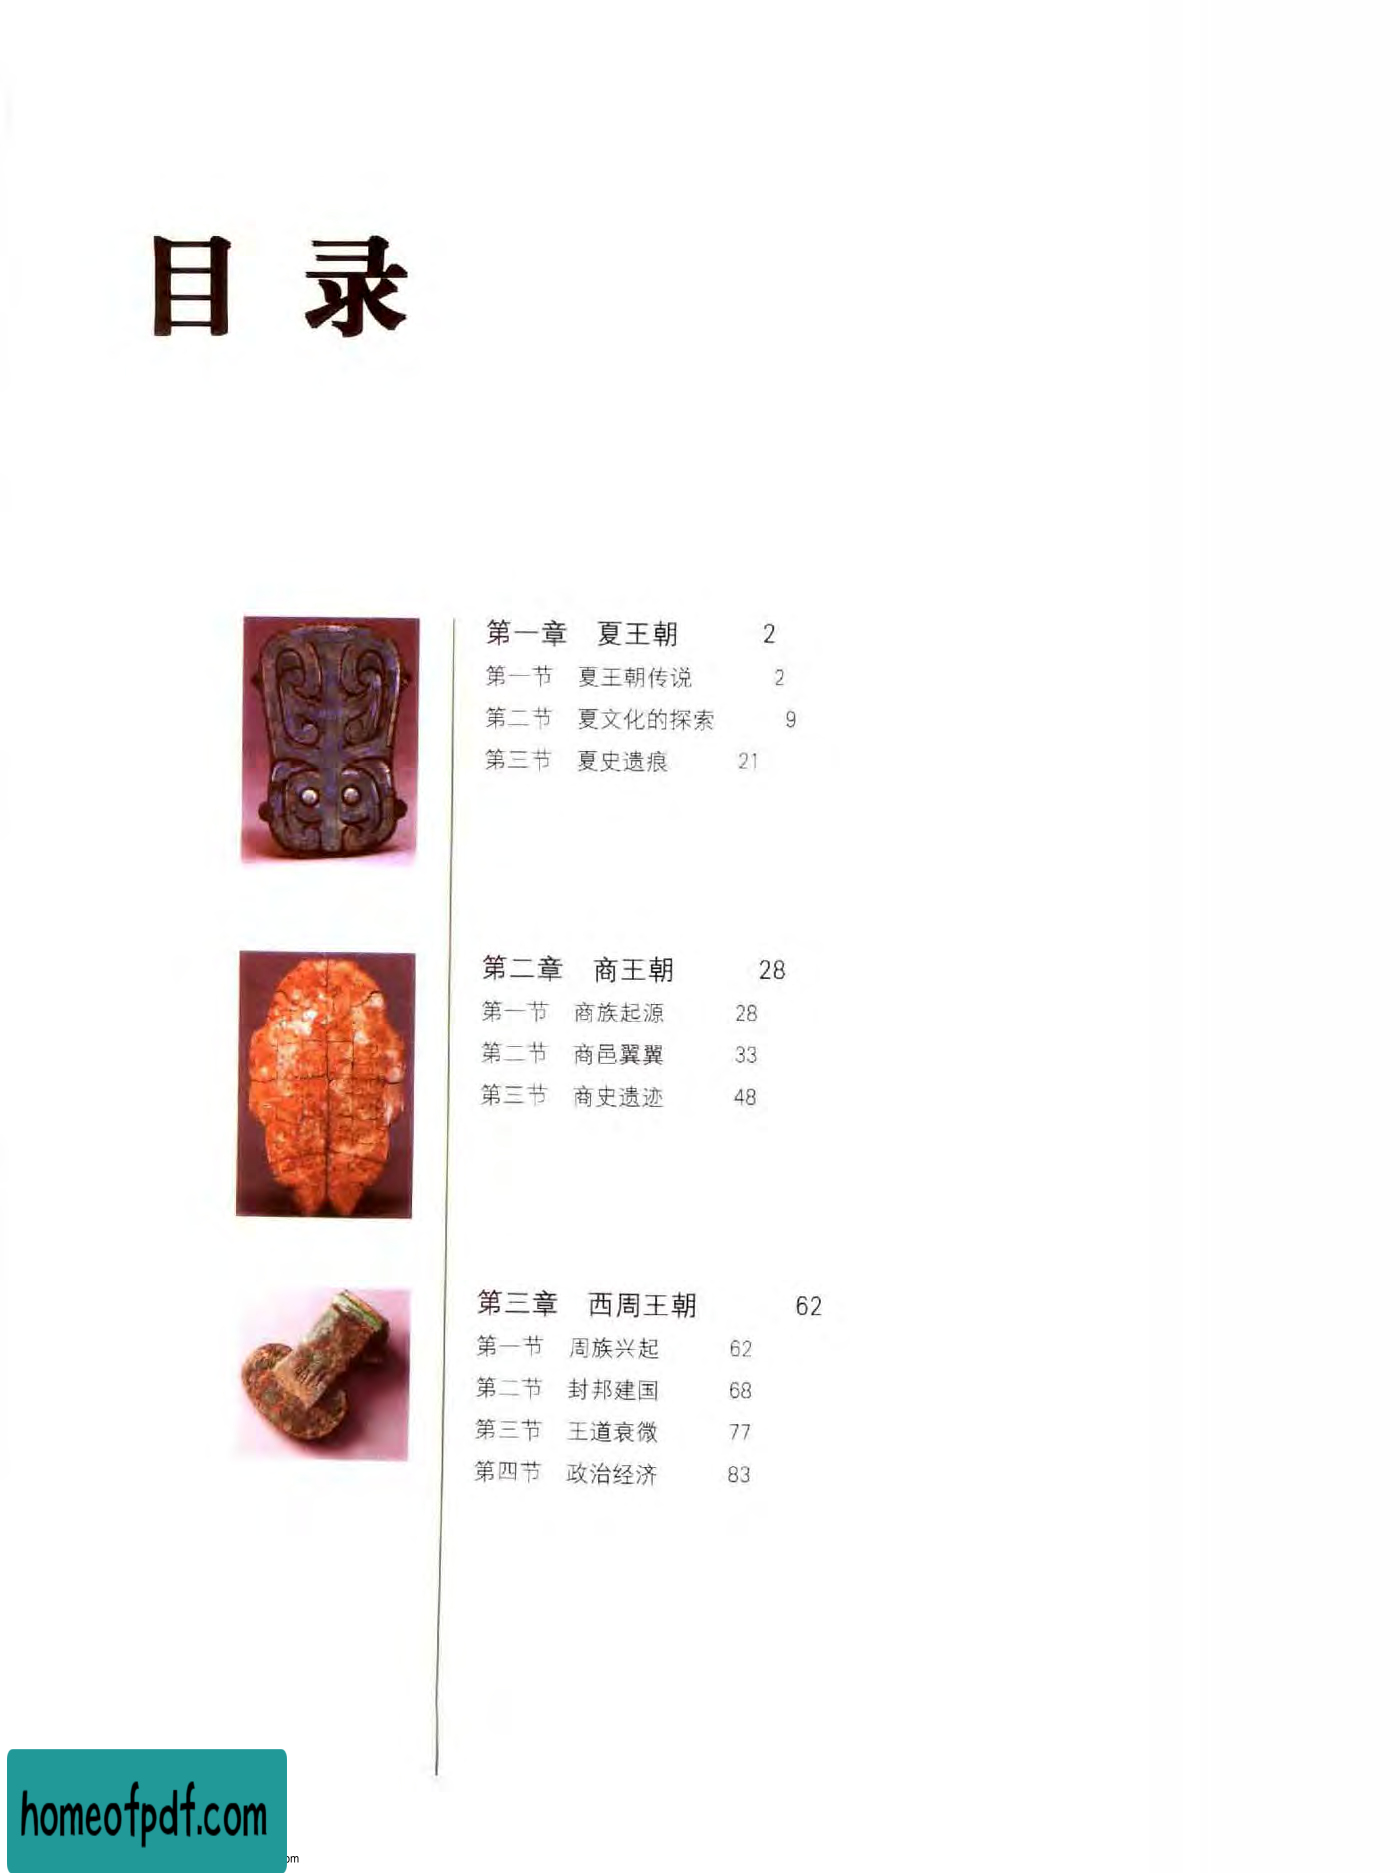 目 录
第一章 夏王朝 2
第一节 夏王朝传说 2
第二节 夏文化的探索 9
第三节 夏史遗痕 21
第二章 商王朝 28
第一节 商族起源 28
第二节 商邑翼翼 33
第三节 商史遗迹 48
第三章 西周王朝 62
第一节 周族兴起 62
第二节 封邦建国 68
第三节 王道衰微 77
第四节 政治经济 83
homeofpdf.com
om